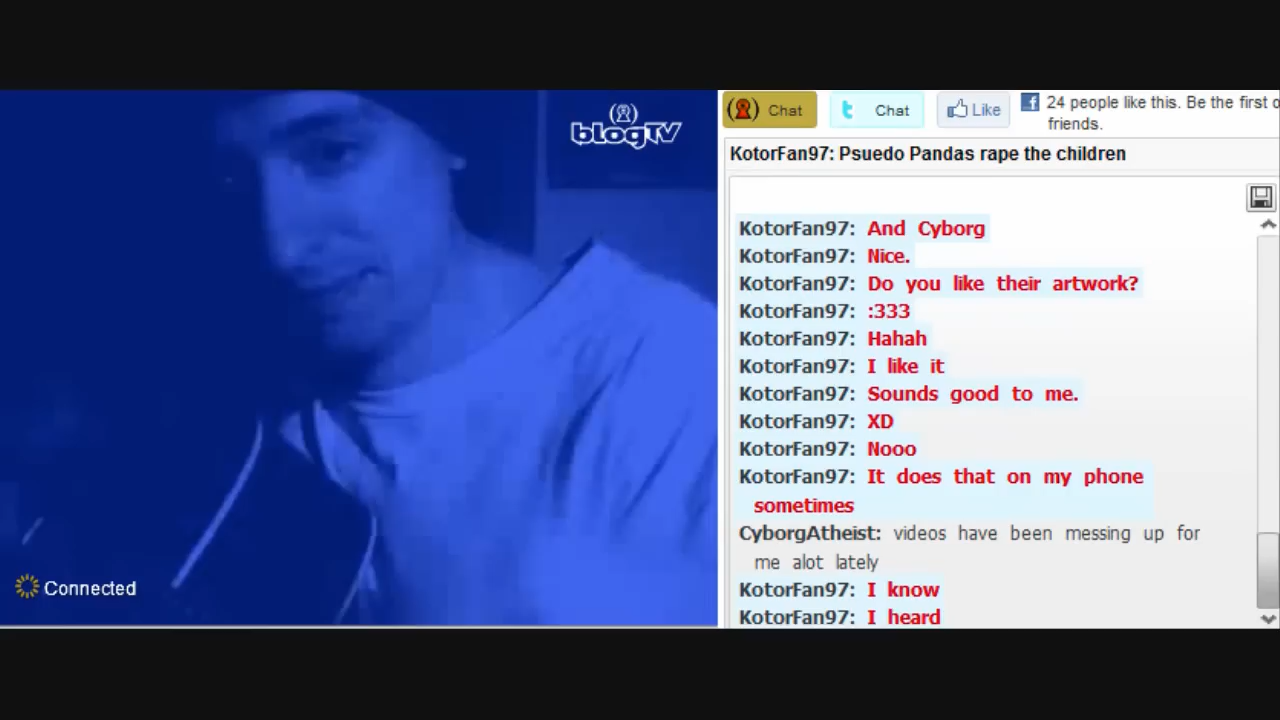 blogTV
Connected
Chat
Chat
Like
24 people like this. Be the first o
friends.
KotorFan97: Psuedo Pandas rape the children
KotorFan97: And Cyborg
KotorFan97: Nice.
KotorFan97: Do you like their artwork?
KotorFan97: :333
KotorFan97: Hahah
KotorFan97: I like it
KotorFan97: Sounds good to me.
KotorFan97: XD
KotorFan97: Nooo
KotorFan97: It does that on my phone
sometimes
CyborgAtheist: videos have been messing up for
me alot lately
KotorFan97: I know
KotorFan97: I heard